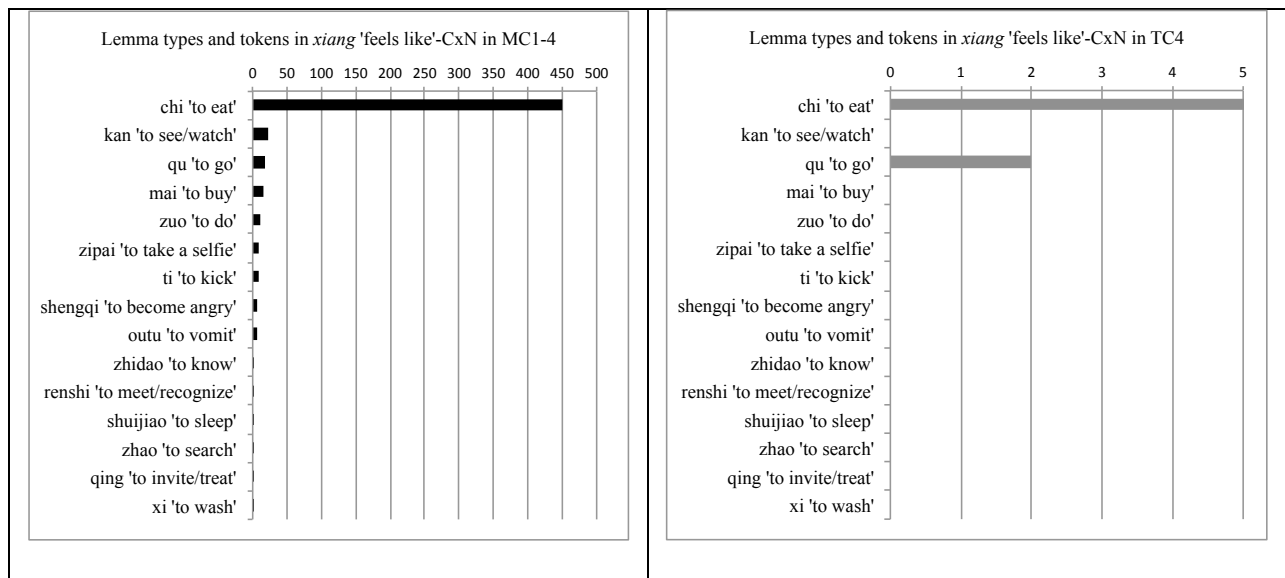 Lemma types and tokens in xiang 'feels like'-CxN in MC1-4
0 50 100 150 200 250 300 350 400 450 500
chi 'to eat'
kan 'to see/watch'
qu 'to go'
mai 'to buy'
zuo 'to do'
zipai 'to take a selfie'
ti 'to kick'
shengqi 'to become angry'
outu 'to vomit'
zhidao 'to know'
renshi 'to meet/recognize'
shuijiao 'to sleep'
zhao 'to search'
qing 'to invite/treat'
xi 'to wash'
Lemma types and tokens in xiang 'feels like'-CxN in TC4
0 1 2 3 4 5
chi 'to eat'
kan 'to see/watch'
qu 'to go'
mai 'to buy'
zuo 'to do'
zipai 'to take a selfie'
ti 'to kick'
shengqi 'to become angry'
outu 'to vomit'
zhidao 'to know'
renshi 'to meet/recognize'
shuijiao 'to sleep'
zhao 'to search'
qing 'to invite/treat'
xi 'to wash'